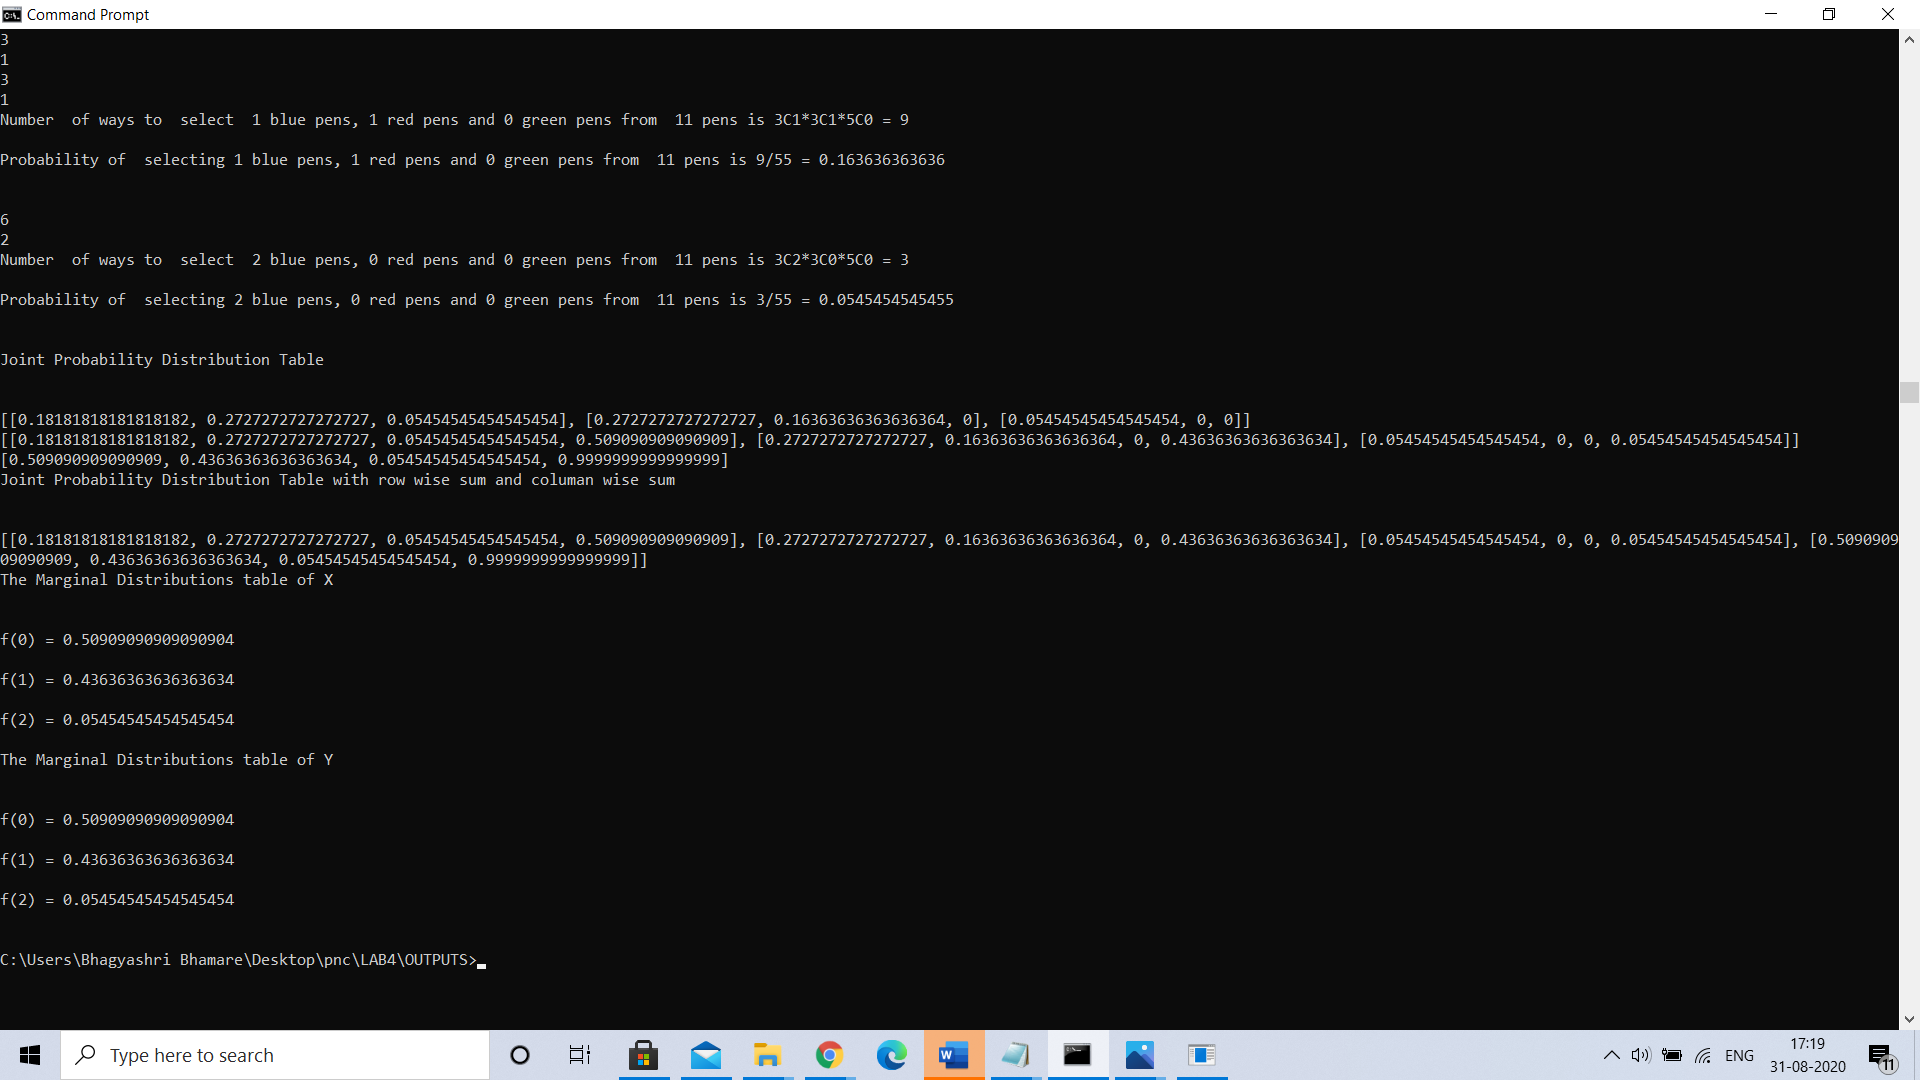 Command Prompt
3
1
3
1
Number  of ways to  select  1 blue pens, 1 red pens and 0 green pens from  11 pens is 3C1*3C1*5C0 = 9
Probability of  selecting 1 blue pens, 1 red pens and 0 green pens from  11 pens is 9/55 = 0.163636363636
6
2
Number  of ways to  select  2 blue pens, 0 red pens and 0 green pens from  11 pens is 3C2*3C0*5C0 = 3
Probability of  selecting 2 blue pens, 0 red pens and 0 green pens from  11 pens is 3/55 = 0.0545454545455
Joint Probability Distribution Table
[[0.18181818181818182, 0.2727272727272727, 0.05454545454545454], [0.2727272727272727, 0.16363636363636364, 0], [0.05454545454545454, 0, 0]]
[[0.18181818181818182, 0.2727272727272727, 0.05454545454545454, 0.509090909090909], [0.2727272727272727, 0.16363636363636364, 0, 0.43636363636363634], [0.05454545454545454, 0, 0, 0.05454545454545454]]
[0.509090909090909, 0.43636363636363634, 0.05454545454545454, 0.9999999999999999]
Joint Probability Distribution Table with row wise sum and columan wise sum
[[0.18181818181818182, 0.2727272727272727, 0.05454545454545454, 0.509090909090909], [0.2727272727272727, 0.16363636363636364, 0, 0.43636363636363634], [0.05454545454545454, 0, 0, 0.05454545454545454], [0.509090909
09090909, 0.43636363636363634, 0.05454545454545454, 0.9999999999999999]]
The Marginal Distributions table of X
f(0) = 0.50909090909090904
f(1) = 0.43636363636363634
f(2) = 0.05454545454545454
The Marginal Distributions table of Y
f(0) = 0.50909090909090904
f(1) = 0.43636363636363634
f(2) = 0.05454545454545454
C:\Users\Bhagyashri Bhamare\Desktop\pnc\LAB4\OUTPUTS>
Type here to search
ENG
17:19
31-08-2020
11